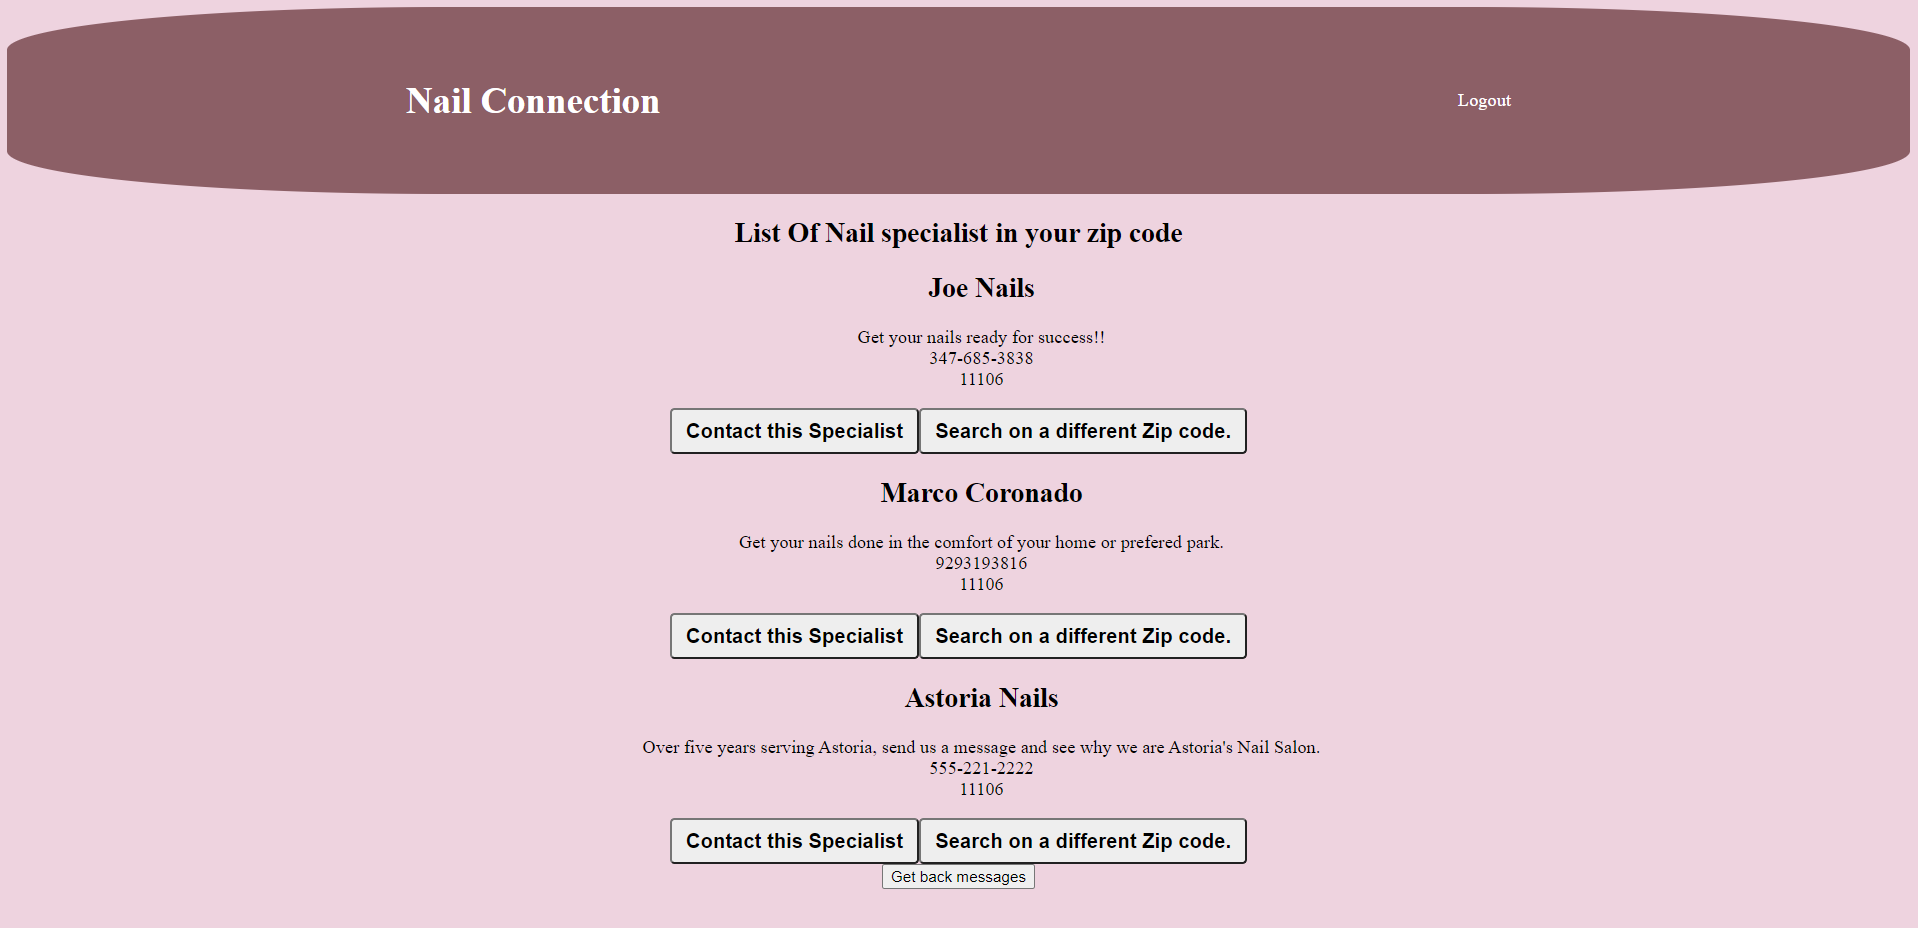 Nail Connection
Logout
List Of Nail specialist in your zip code
Joe Nails
Get your nails ready for success!!
347-685-3838
11106
Contact this Specialist Search on a different Zip code.
Marco Coronado
Get your nails done in the comfort of your home or prefered park.
9293193816
11106
Contact this Specialist Search on a different Zip code.
Astoria Nails
Over five years serving Astoria, send us a message and see why we are Astoria's Nail Salon.
555-221-2222
11106
Contact this Specialist Search on a different Zip code.
Get back messages